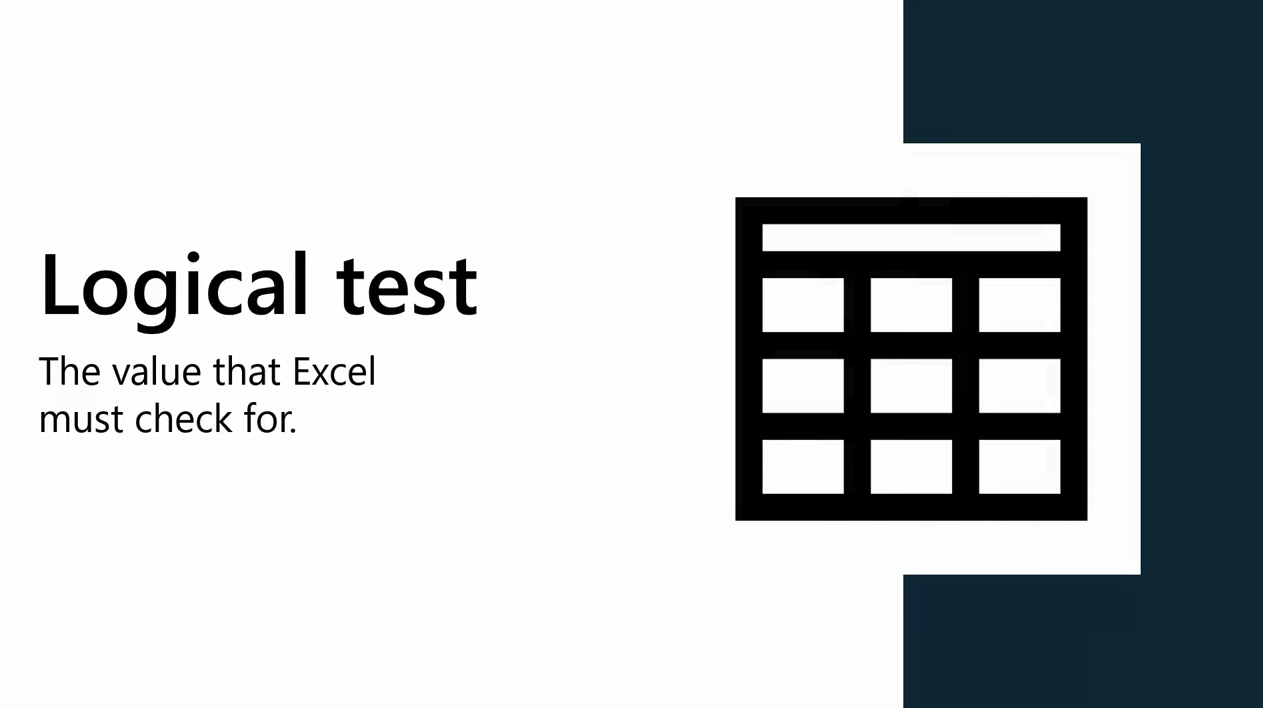 Logical test
The value that Excel
must check for.